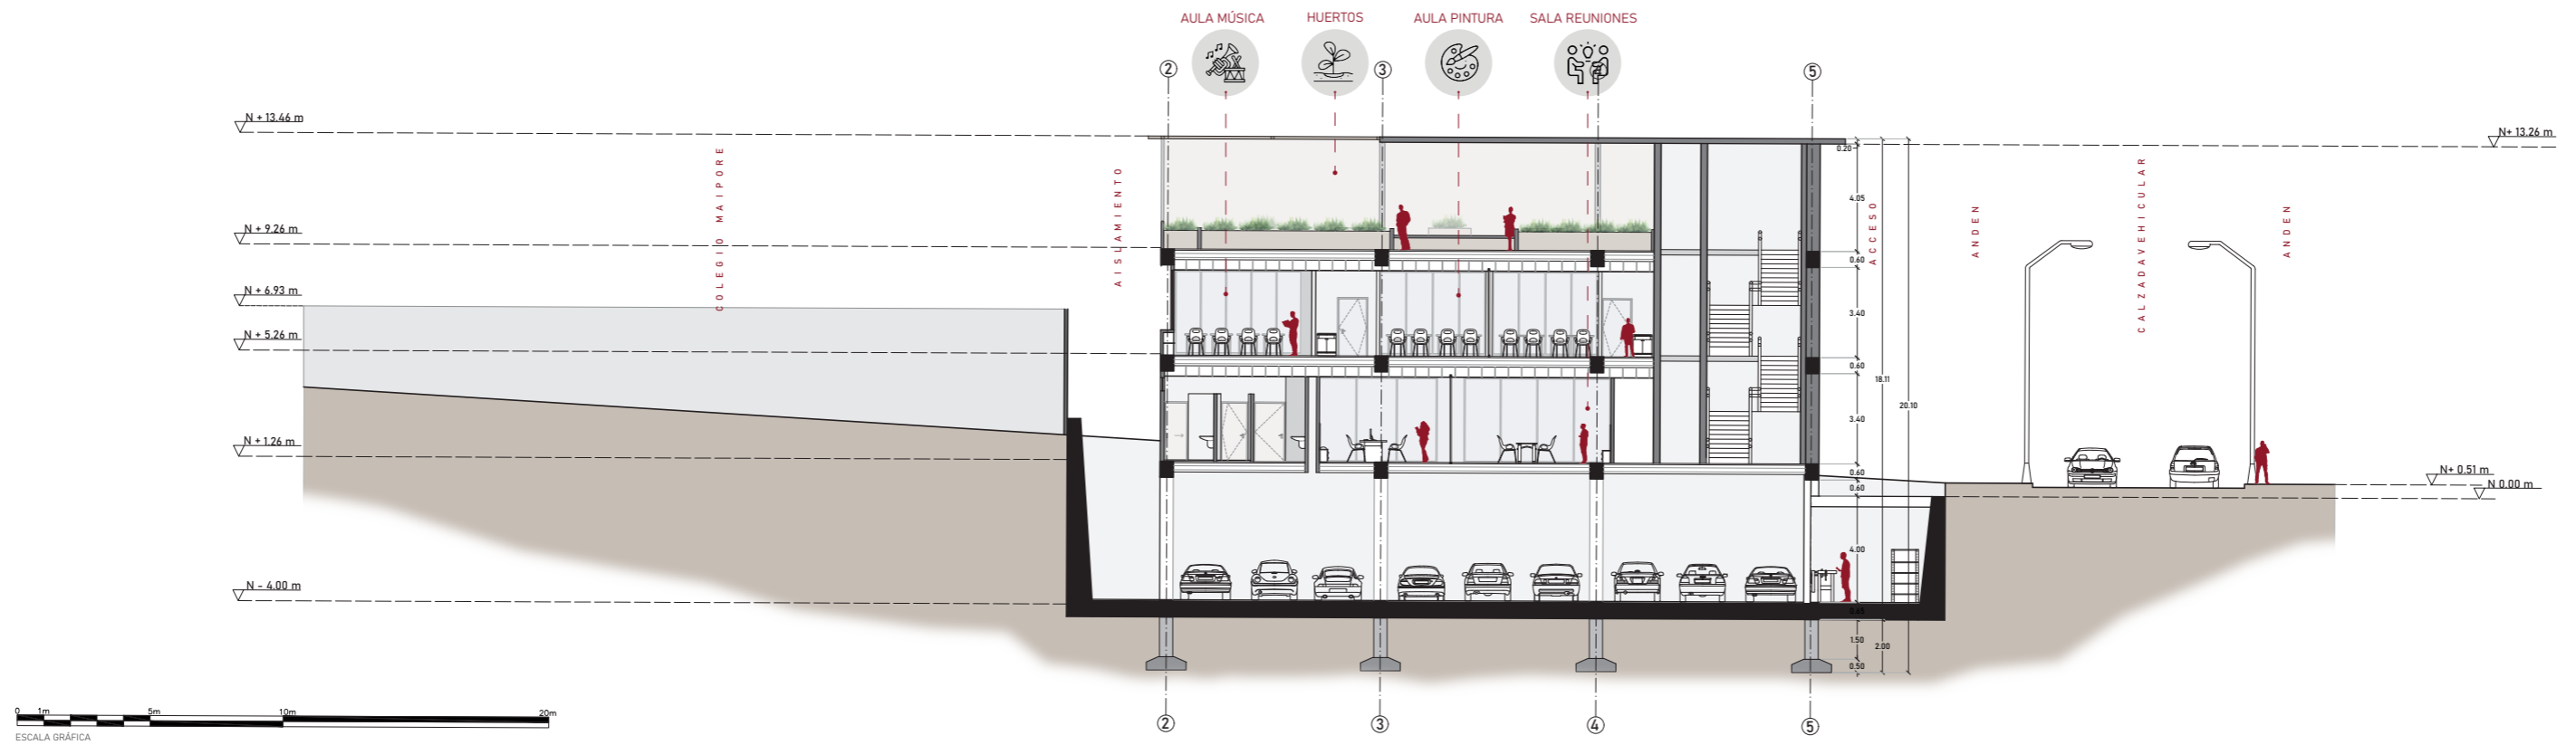 AULA MÚSICA
HUERTOS
AULA PINTURA
SALA REUNIONES
2
3
5
N + 13.46 m
N+ 13.26 m
COLEGIO MAIPORE
AISLAMIENTO
ACCESO
ANDEN
CALZADAVEHICULAR
ANDEN
N + 9.26 m
N + 6.93 m
N + 5.26 m
N + 1.26 m
N+ 0.51 m
N 0.00 m
N - 4.00 m
0.20
4.05
0.60
3.40
0.60
3.40
0.60
0.60
4.00
0.65
1.50
0.50
18.11
2.00
20.10
2
3
4
5
0 1m 5m 10m 20m
ESCALA GRÁFICA